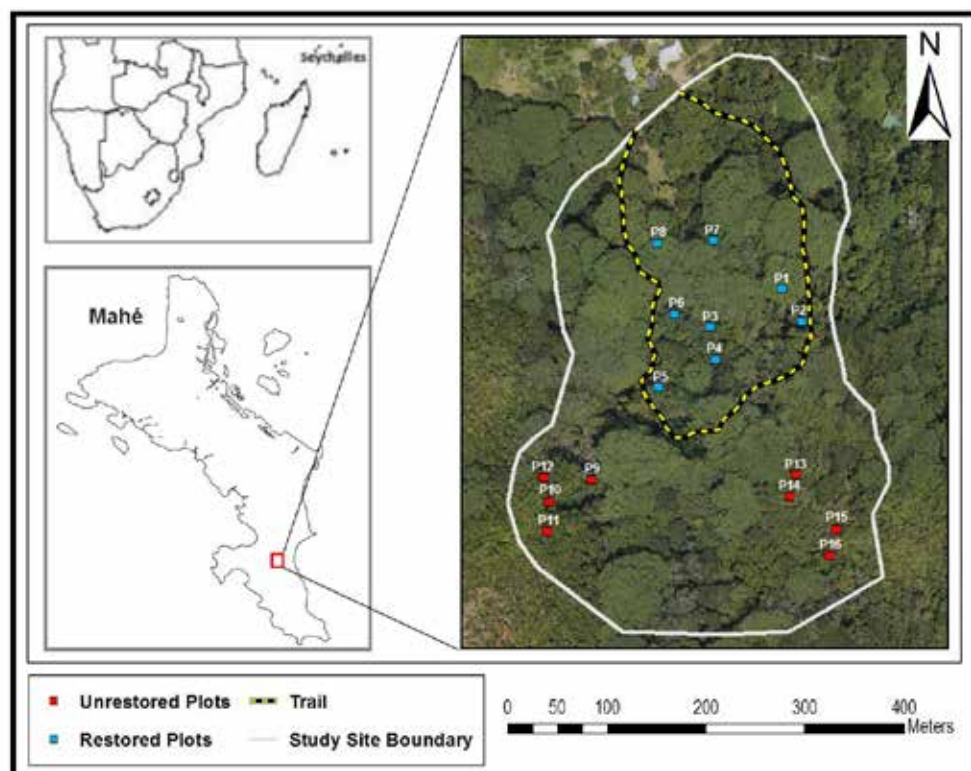 Seychelles
N
Mahé
P8
P7
P1
P6
P3
P2
P4
P5
P12
P9
P13
P10
P14
P11
P15
P16
Unrestored Plots
Trail
Restored Plots
Study Site Boundary
0 50 100 200 300 400
Meters